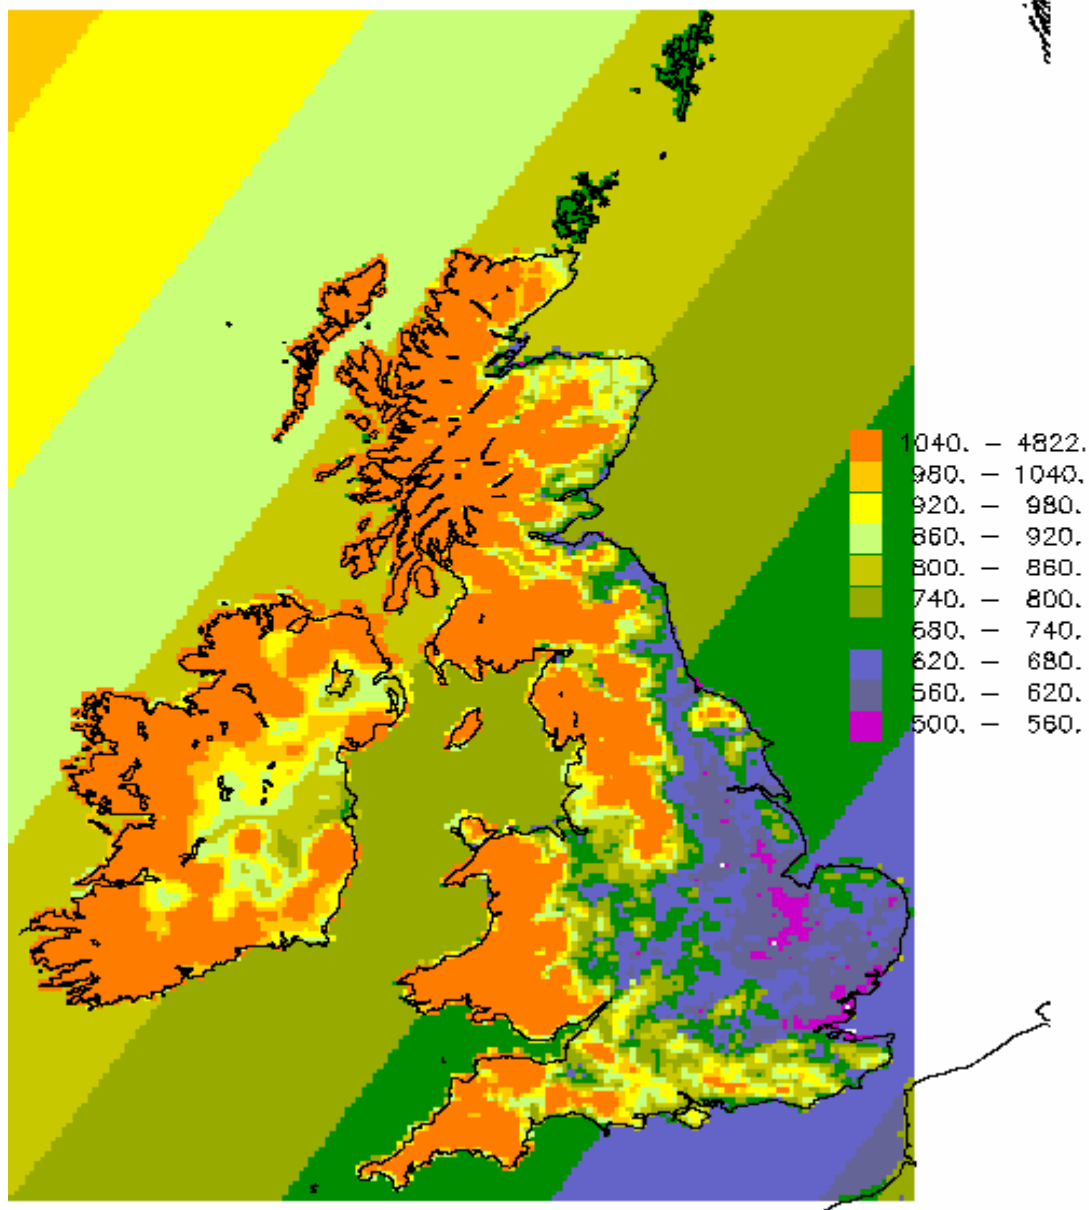 1040. – 4822.
980. – 1040.
920. – 980.
860. – 920.
800. – 860.
740. – 800.
680. – 740.
620. – 680.
560. – 620.
500. – 560.